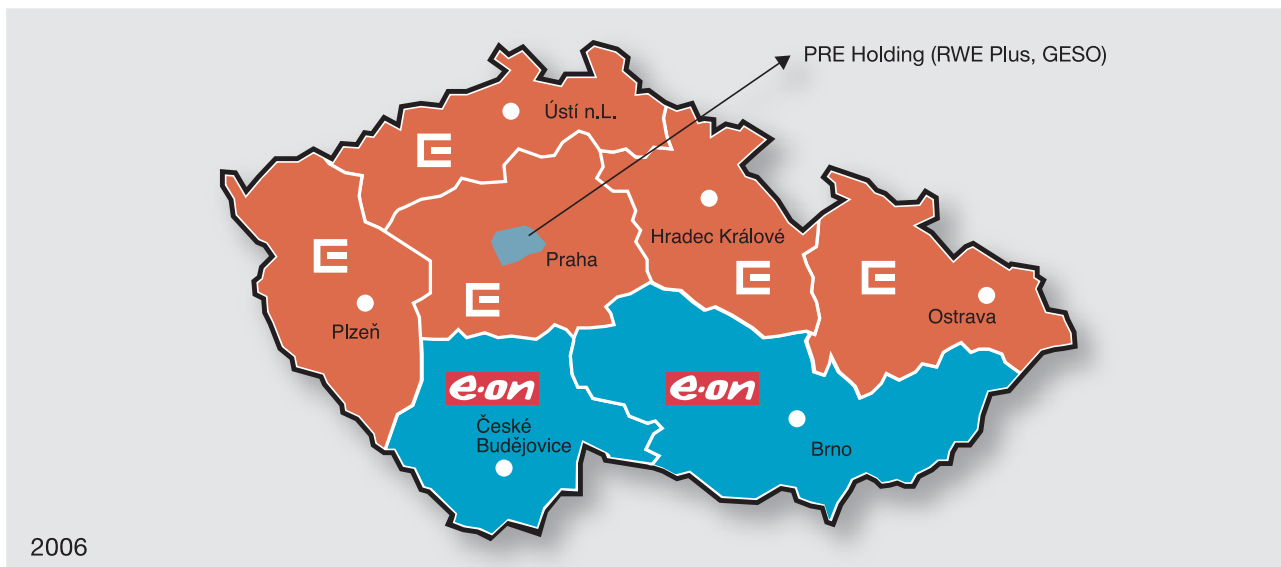 PRE Holding (RWE Plus, GESO)
Ústí n.L.
Hradec Králové
Praha
Plzeň
Ostrava
e·on
e·on
České
Budějovice
Brno
2006